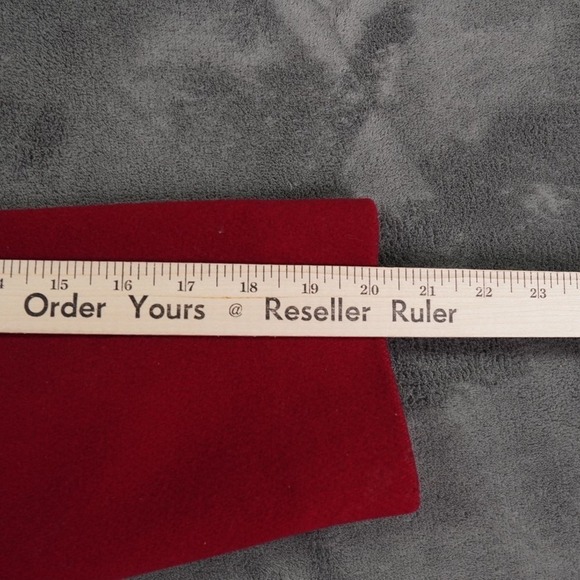 15 16 17 18 19 20 21 22 23
Order Yours @ Reseller Ruler